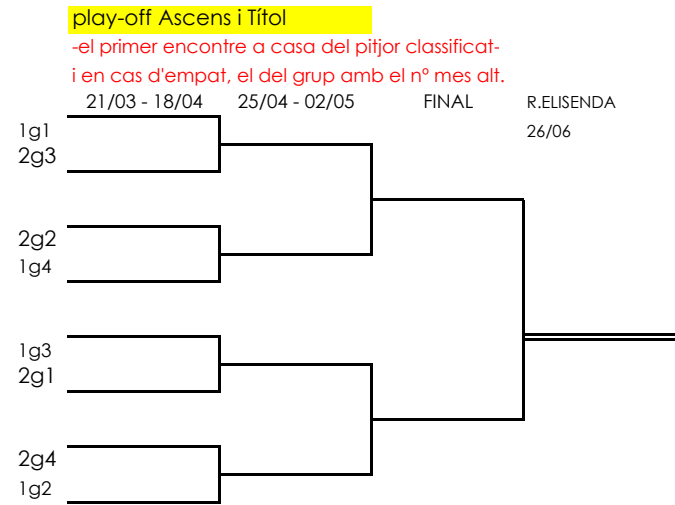 play-off Ascens i Títol
-el primer encontre a casa del pitjor classificat-
i en cas d'empat, el del grup amb el nº mes alt.
21/03 - 18/04 25/04 - 02/05 FINAL R.ELISENDA
26/06
1g1
2g3
2g2
1g4
1g3
2g1
2g4
1g2